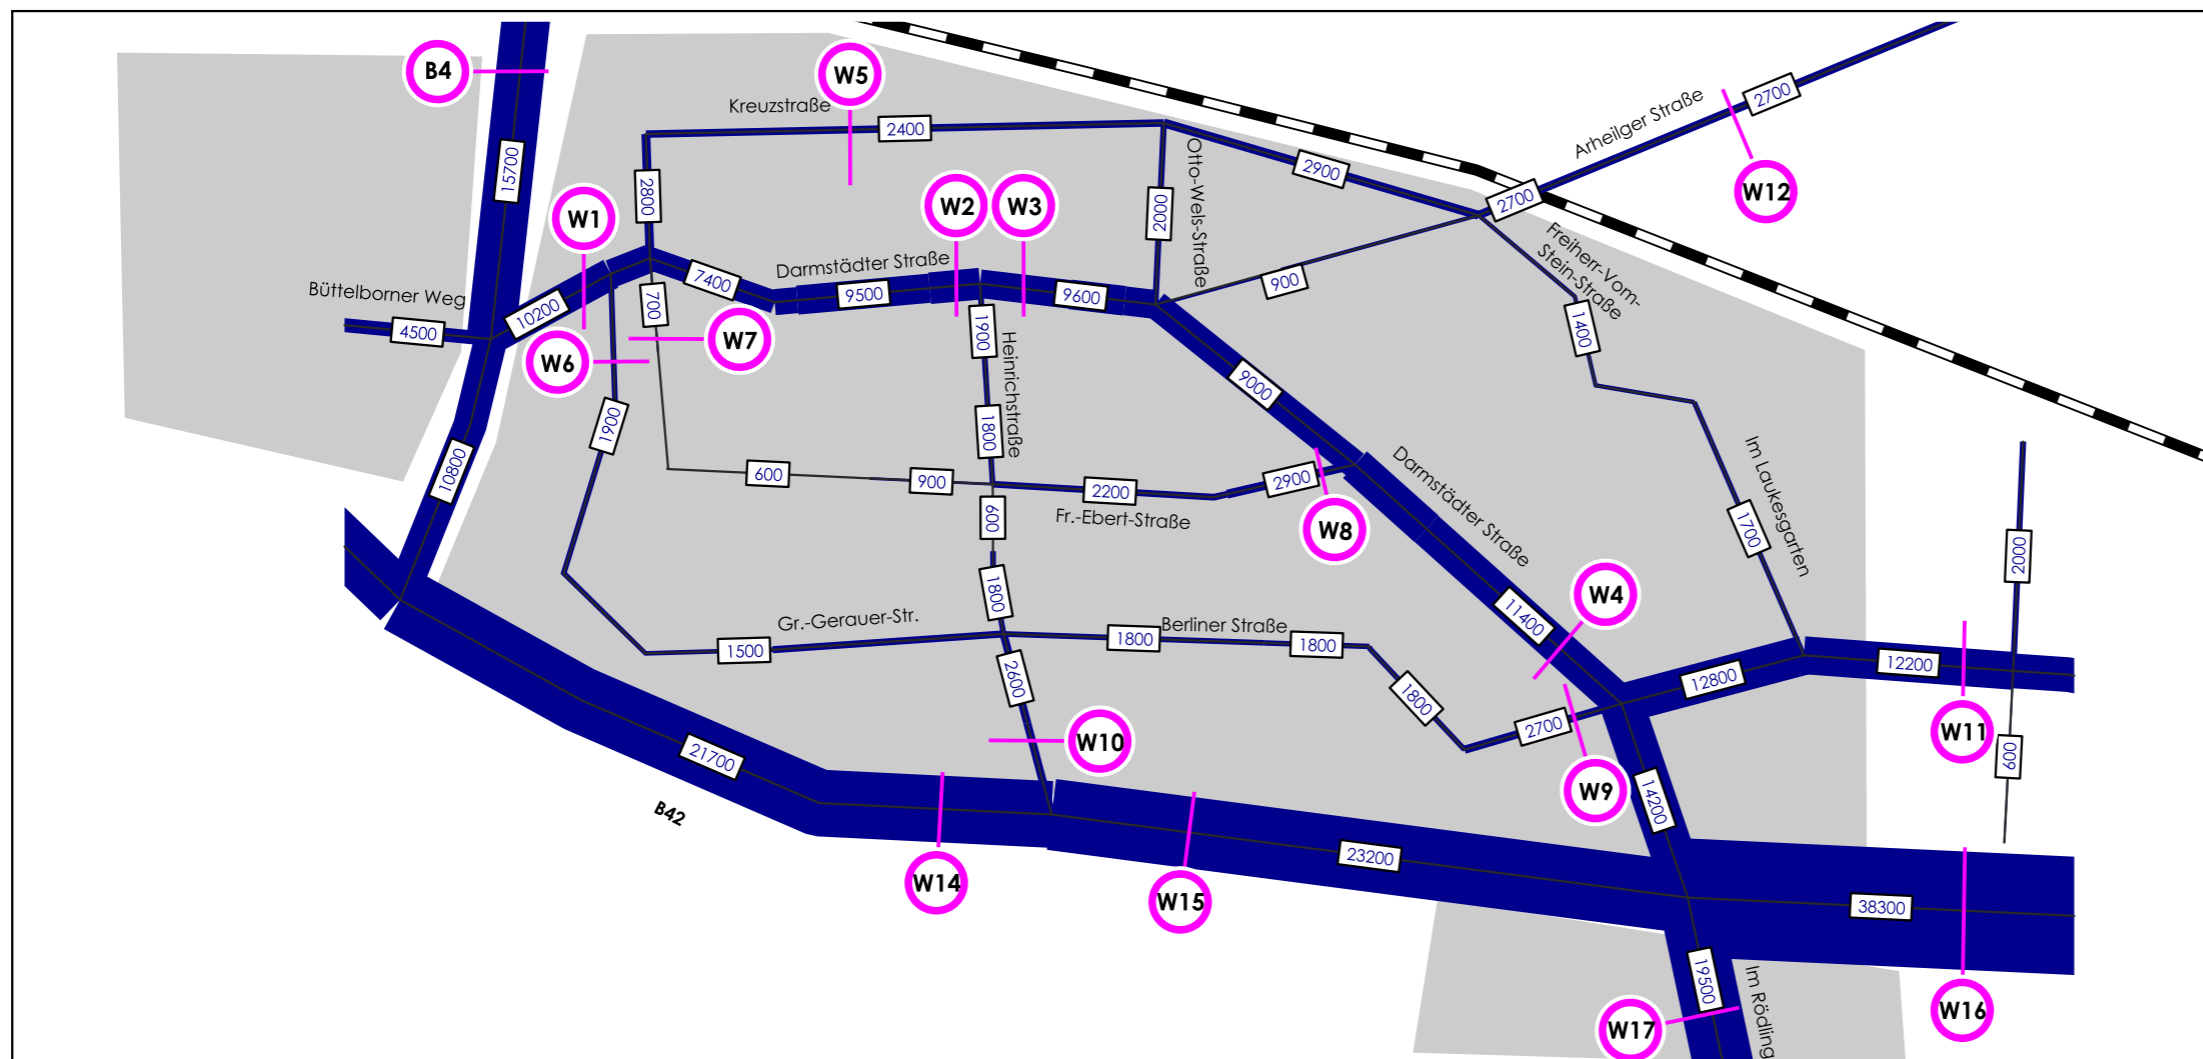 B4
W5
Kreuzstraße
2400
Arheilger Straße
2700
W12
15700
2800
Otto-Wels-Straße
2900
2700
W1
W2
W3
2000
Freiherr-Vom-
Stein-Straße
Büttelborner Weg
4500
10200
7400
700
Darmstädter Straße
9500
9600
900
1400
W6
W7
1900
Heinrichstraße
9000
1900
1800
10800
600
900
2200
2900
Fr.-Ebert-Straße
W8
Darmstädter Straße
Im Laukesgarten
1700
600
2000
1800
11400
W4
Gr.-Gerauer-Str.
1500
1800
Berliner Straße
1800
2600
1800
12800
12200
2700
W10
W11
600
21700
B42
W9
14200
W14
W15
23200
38300
19500
Im Rödling
W17
W16